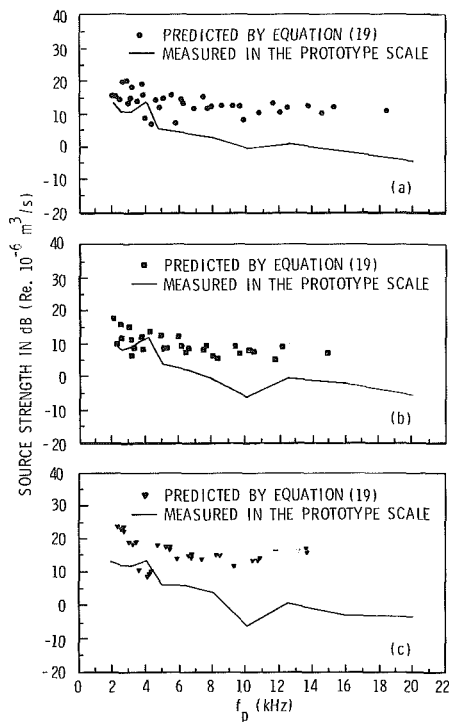 SOURCE STRENGTH IN dB (Re. 10⁻⁶ m³/s)
40
30
20
10
0
-10
-20
PREDICTED BY EQUATION (19)
MEASURED IN THE PROTOTYPE SCALE
(a)
40
30
20
10
0
-10
-20
PREDICTED BY EQUATION (19)
MEASURED IN THE PROTOTYPE SCALE
(b)
40
30
20
10
0
-10
-20
PREDICTED BY EQUATION (19)
MEASURED IN THE PROTOTYPE SCALE
(c)
0 2 4 6 8 10 12 14 16 18 20 22
fₚ (kHz)